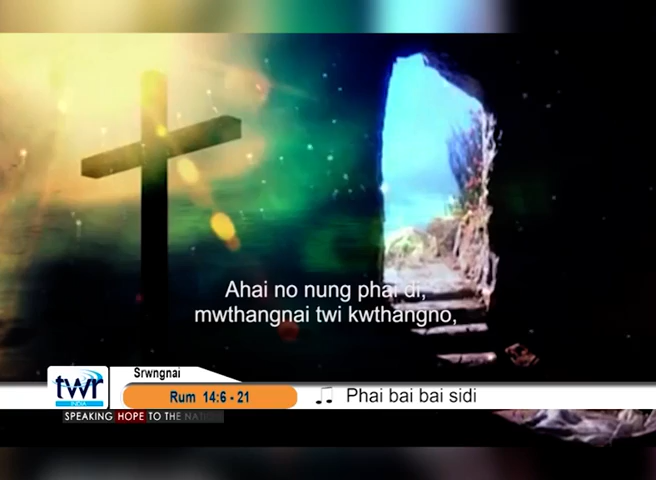 Ahai no nung phai di,
mwthangnai twi kwthangno,
Srwngnai
twr
INDIA
Rum 14:6 - 21
Phai bai bai sidi
SPEAKING HOPE TO THE NATIONS